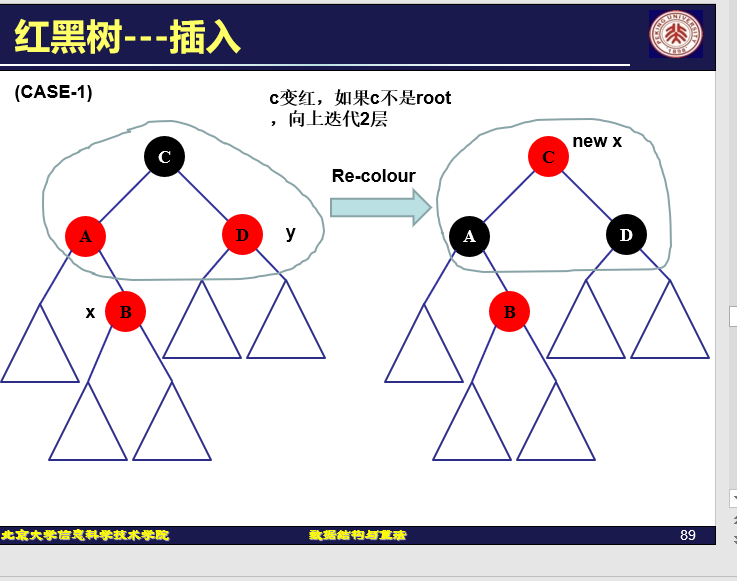 红黑树---插入
(CASE-1)
c变红，如果c不是root
，向上迭代2层
C
new x
C
Re-colour
A
D
y
A
D
x
B
B
北京大学信息科学技术学院
数据结构与算法
89